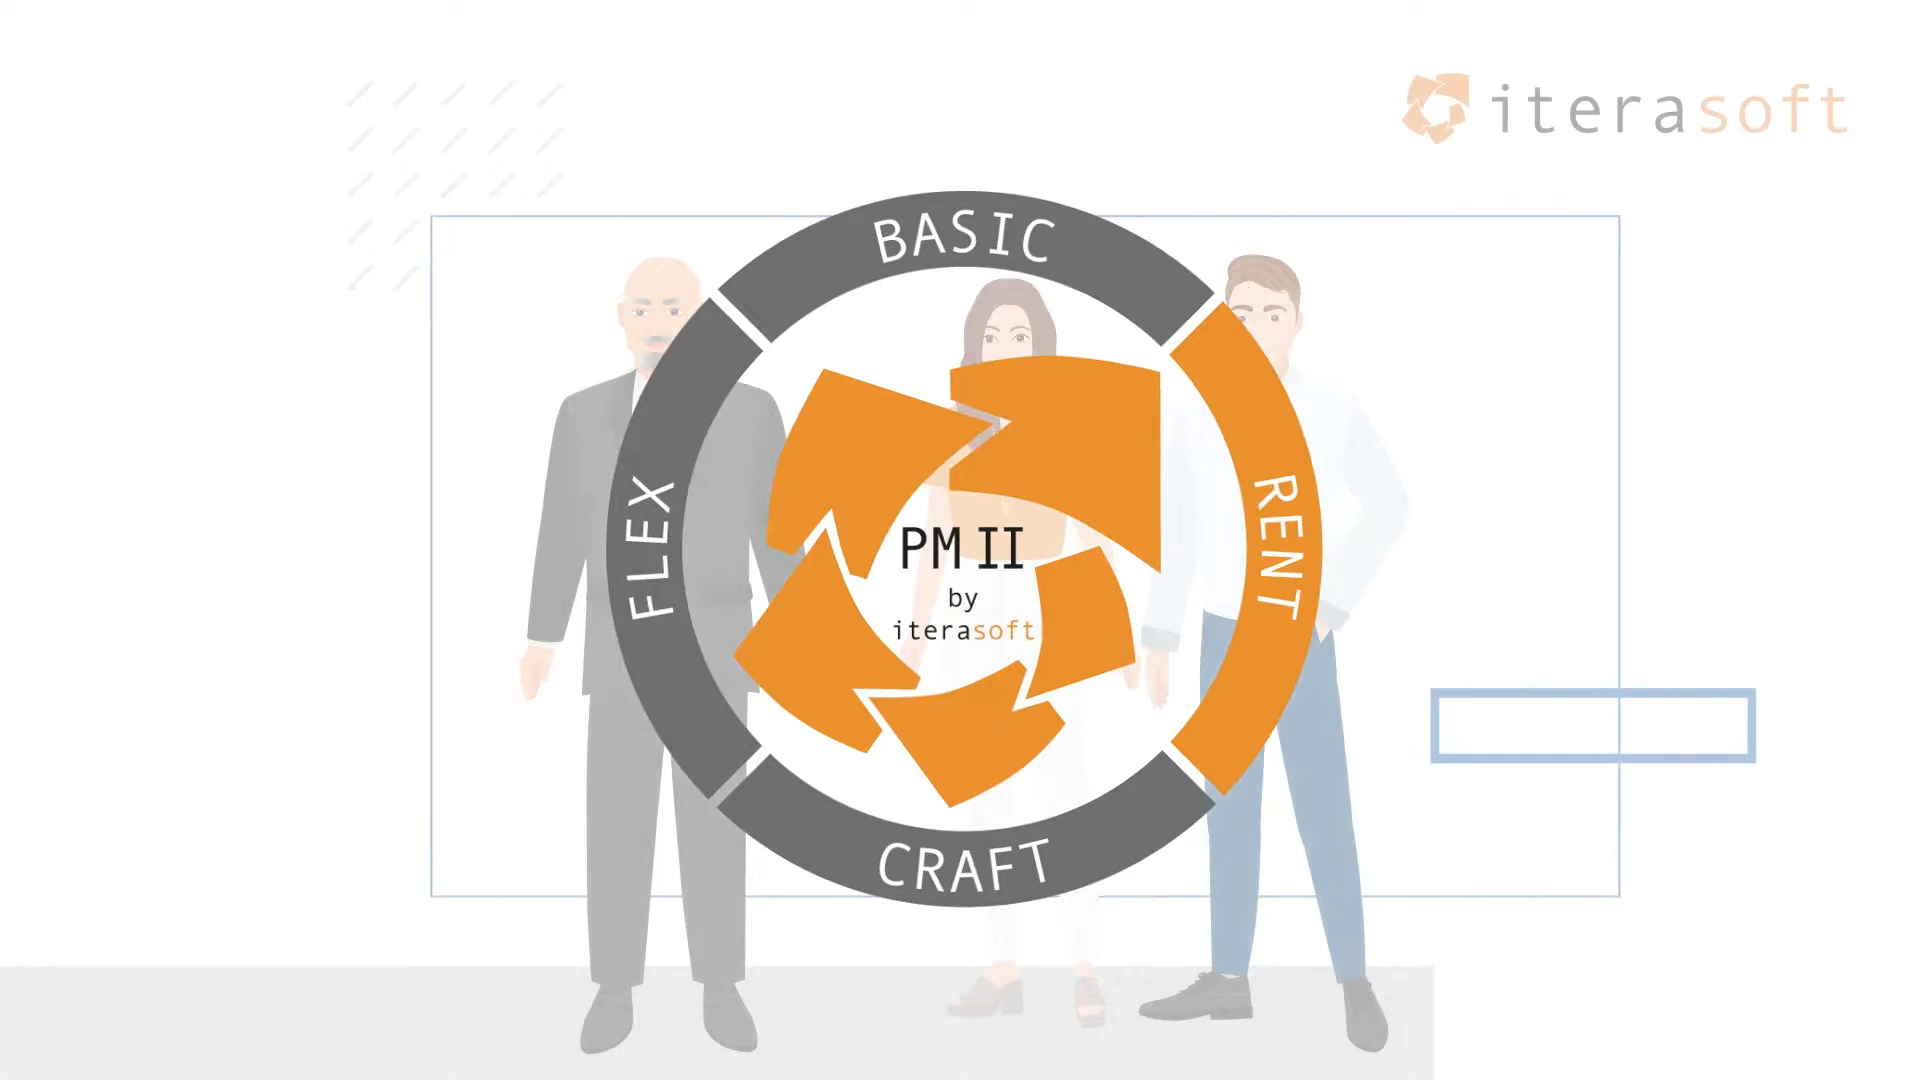 iterasoft
BASIC
FLEX
RENT
PM II
by
iterasoft
CRAFT